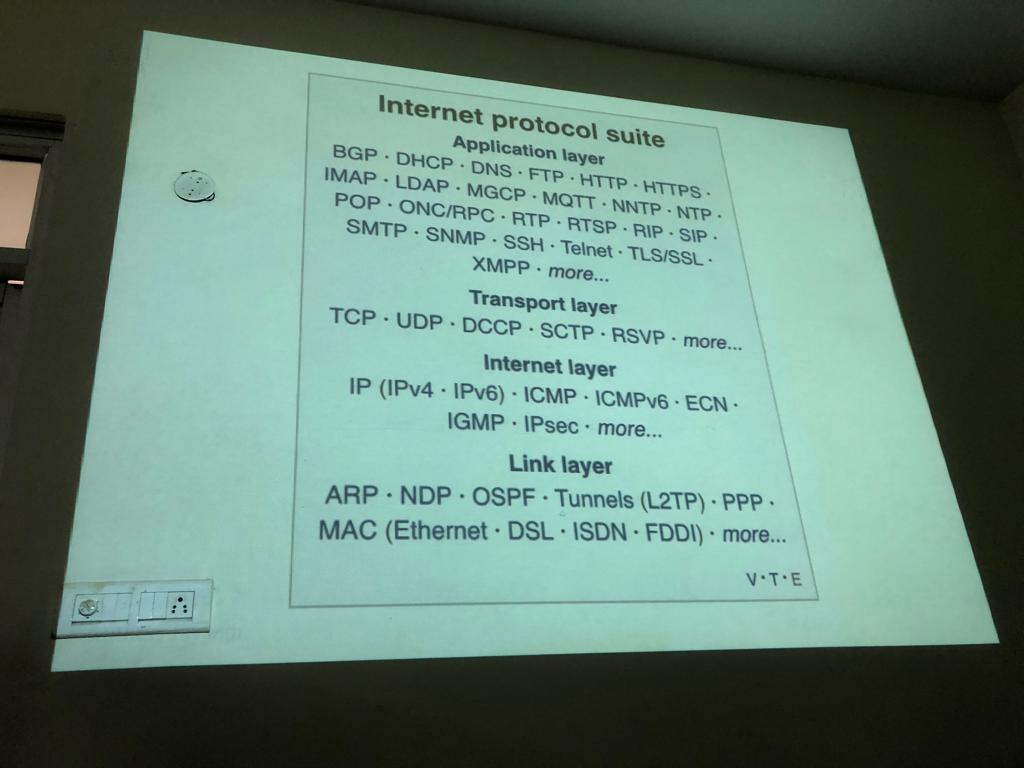 Internet protocol suite
Application layer
BGP · DHCP · DNS · FTP · HTTP · HTTPS ·
IMAP · LDAP · MGCP · MQTT · NNTP · NTP ·
POP · ONC/RPC · RTP · RTSP · RIP · SIP ·
SMTP · SNMP · SSH · Telnet · TLS/SSL ·
XMPP · more...
Transport layer
TCP · UDP · DCCP · SCTP · RSVP · more...
Internet layer
IP (IPv4 · IPv6) · ICMP · ICMPv6 · ECN ·
IGMP · IPsec · more...
Link layer
ARP · NDP · OSPF · Tunnels (L2TP) · PPP ·
MAC (Ethernet · DSL · ISDN · FDDI) · more...
V·T·E